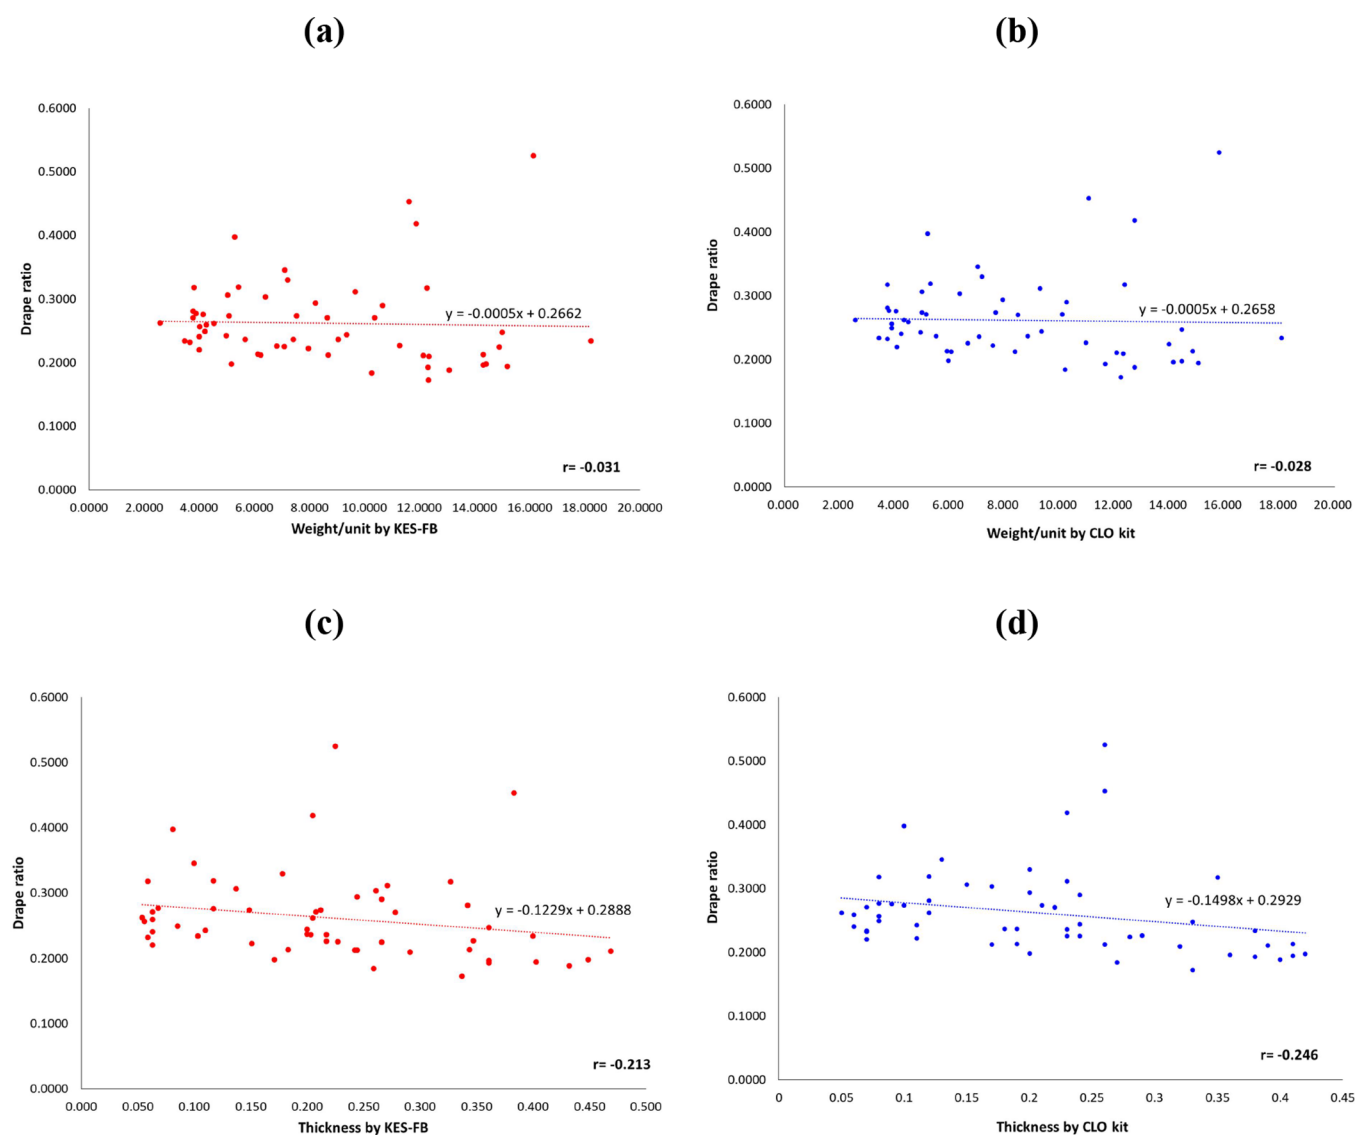 (a)
0.6000
0.5000
0.4000
0.3000
0.2000
0.1000
0.0000
Drape ratio
y = -0.0005x + 0.2662
r= -0.031
0.0000 2.0000 4.0000 6.0000 8.0000 10.0000 12.0000 14.0000 16.0000 18.0000 20.0000
Weight/unit by KES-FB
(b)
0.6000
0.5000
0.4000
0.3000
0.2000
0.1000
0.0000
Drape ratio
y = -0.0005x + 0.2658
r= -0.028
0.000 2.000 4.000 6.000 8.000 10.000 12.000 14.000 16.000 18.000 20.000
Weight/unit by CLO kit
(c)
0.6000
0.5000
0.4000
0.3000
0.2000
0.1000
0.0000
Drape ratio
y = -0.1229x + 0.2888
r= -0.213
0.000 0.050 0.100 0.150 0.200 0.250 0.300 0.350 0.400 0.450 0.500
Thickness by KES-FB
(d)
0.6000
0.5000
0.4000
0.3000
0.2000
0.1000
0.0000
Drape ratio
y = -0.1498x + 0.2929
r= -0.246
0 0.05 0.1 0.15 0.2 0.25 0.3 0.35 0.4 0.45
Thickness by CLO kit